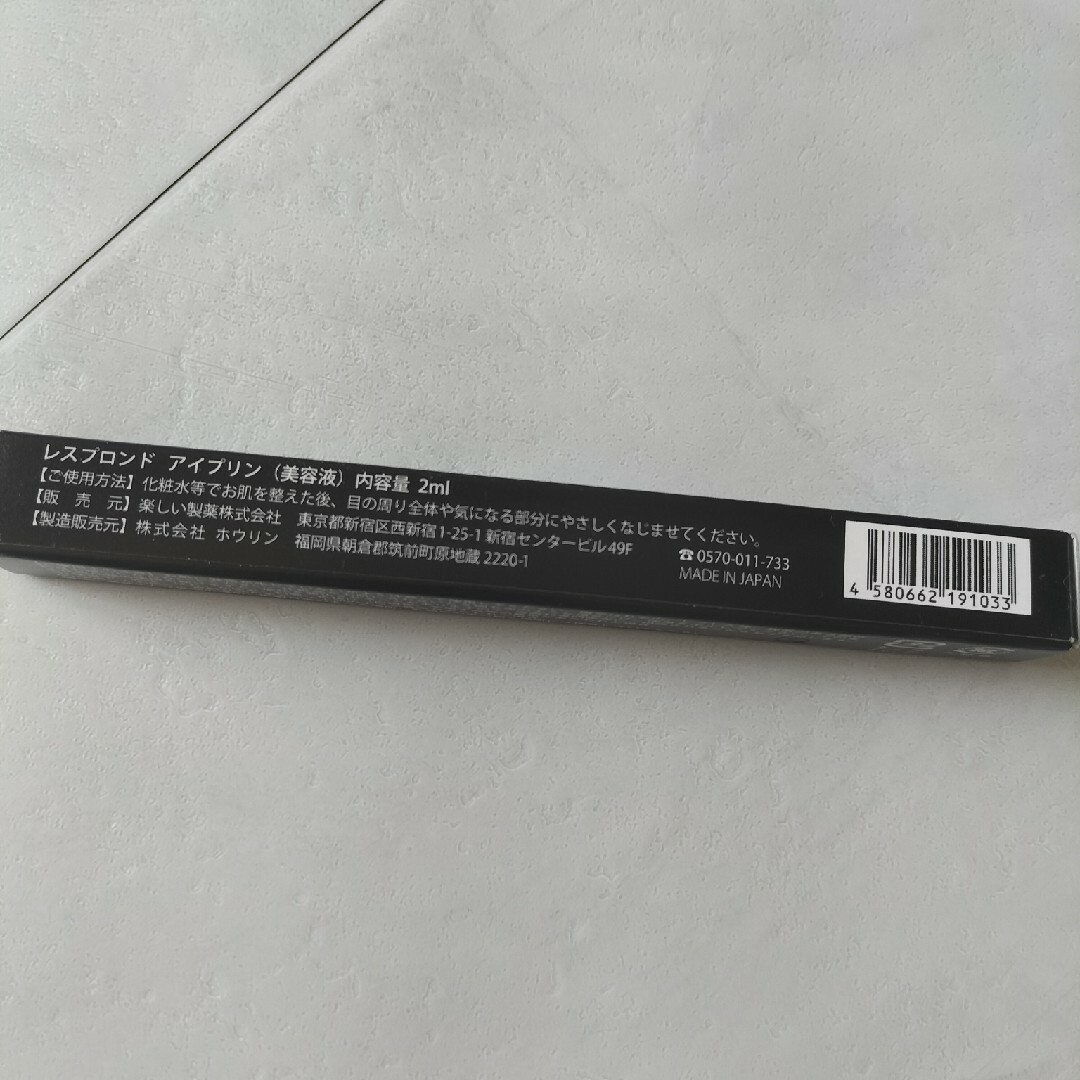 レスプロンド アイプリン（美容液）内容量 2ml
【ご使用方法】化粧水等でお肌を整えた後、目の周り全体や気になる部分にやさしくなじませてください。
【販 売 元】楽しい製薬株式会社 東京都新宿区西新宿1-25-1 新宿センタービル49F
☎0570-011-733
【製造販売元】株式会社 ホウリン 福岡県朝倉郡筑前町原地蔵2220-1
MADE IN JAPAN
4 580662 191033